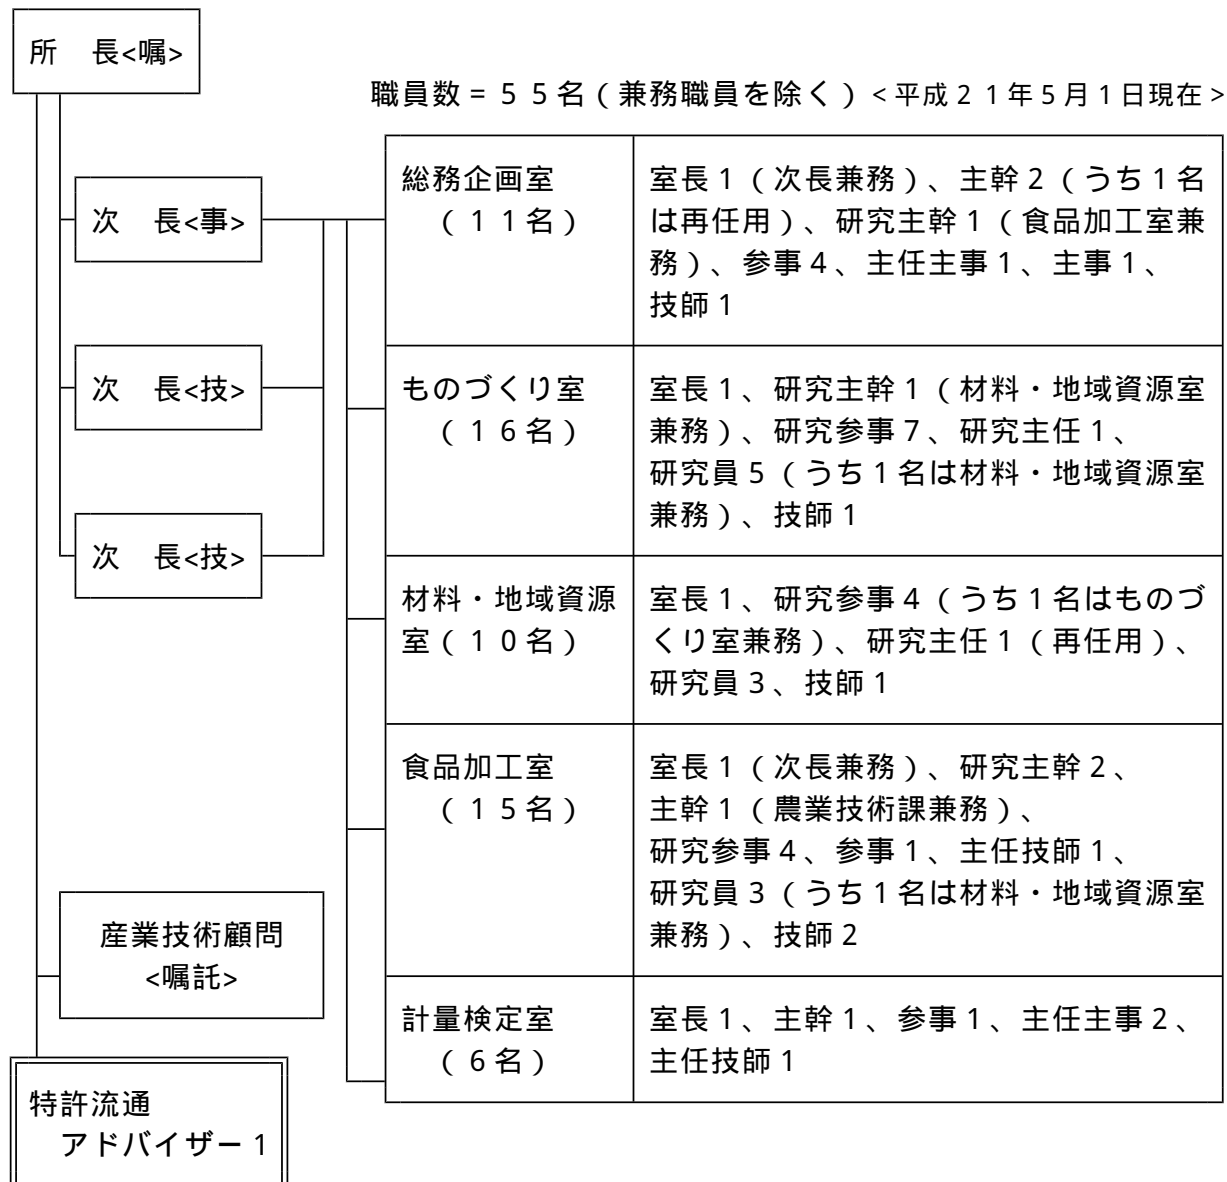 所　長<嘱>
職員数＝５５名（兼務職員を除く）＜平成２１年５月１日現在＞
次　長<事>
次　長<技>
次　長<技>
総務企画室
（１１名）
室長１（次長兼務）、主幹２（うち１名
は再任用）、研究主幹１（食品加工室兼
務）、参事４、主任主事１、主事１、
技師１
ものづくり室
（１６名）
室長１、研究主幹１（材料・地域資源室
兼務）、研究参事７、研究主任１、
研究員５（うち１名は材料・地域資源室
兼務）、技師１
材料・地域資源
室（１０名）
室長１、研究参事４（うち１名はものづ
くり室兼務）、研究主任１（再任用）、
研究員３、技師１
食品加工室
（１５名）
室長１（次長兼務）、研究主幹２、
主幹１（農業技術課兼務）、
研究参事４、参事１、主任技師１、
研究員３（うち１名は材料・地域資源室
兼務）、技師２
計量検定室
（６名）
室長１、主幹１、参事１、主任主事２、
主任技師１
産業技術顧問
<嘱託>
特許流通
アドバイザー１